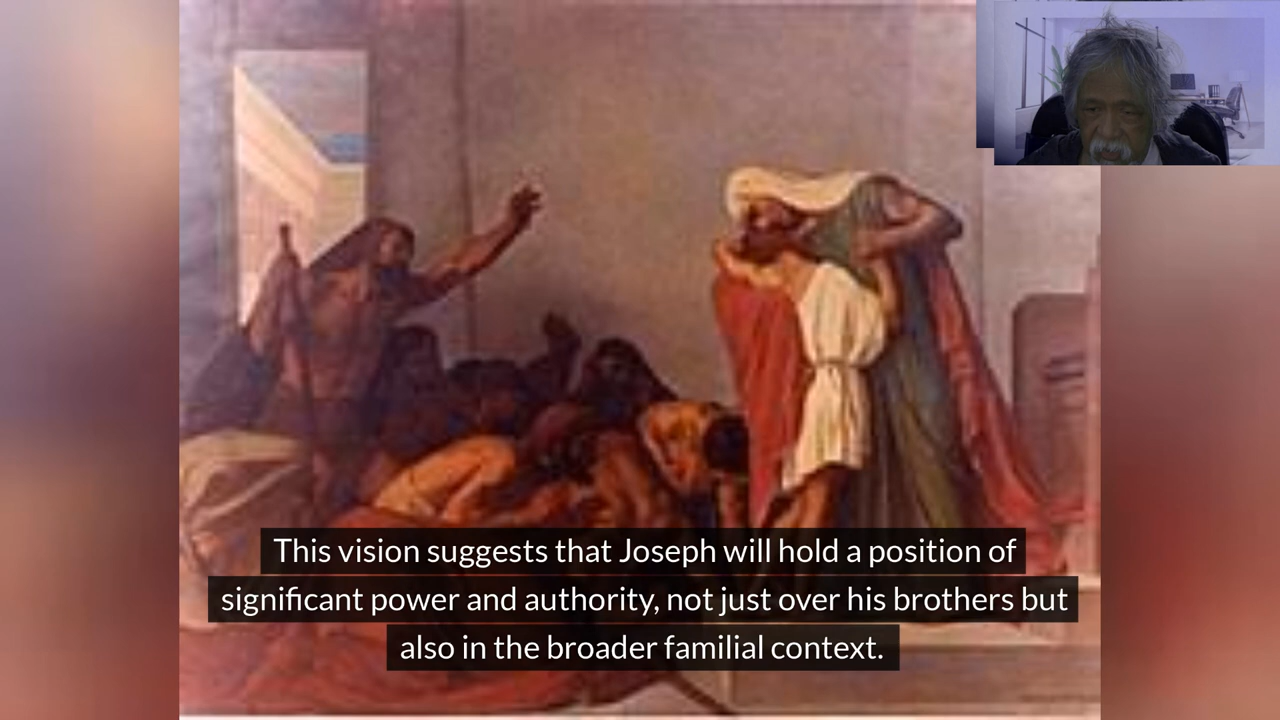 This vision suggests that Joseph will hold a position of
significant power and authority, not just over his brothers but
also in the broader familial context.